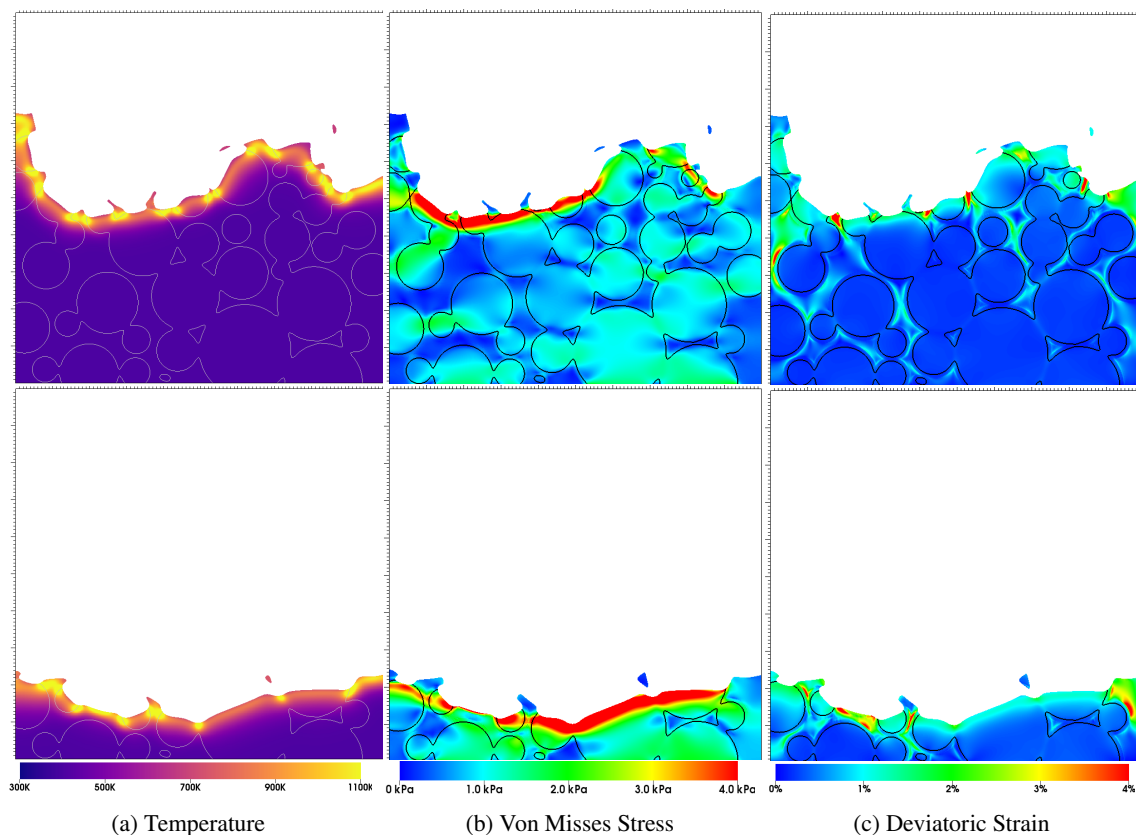 300K 500K 700K 900K 1100K
0 kPa 1.0 kPa 2.0 kPa 3.0 kPa 4.0 kPa
0% 1% 2% 3% 4%
(a) Temperature
(b) Von Misses Stress
(c) Deviatoric Strain